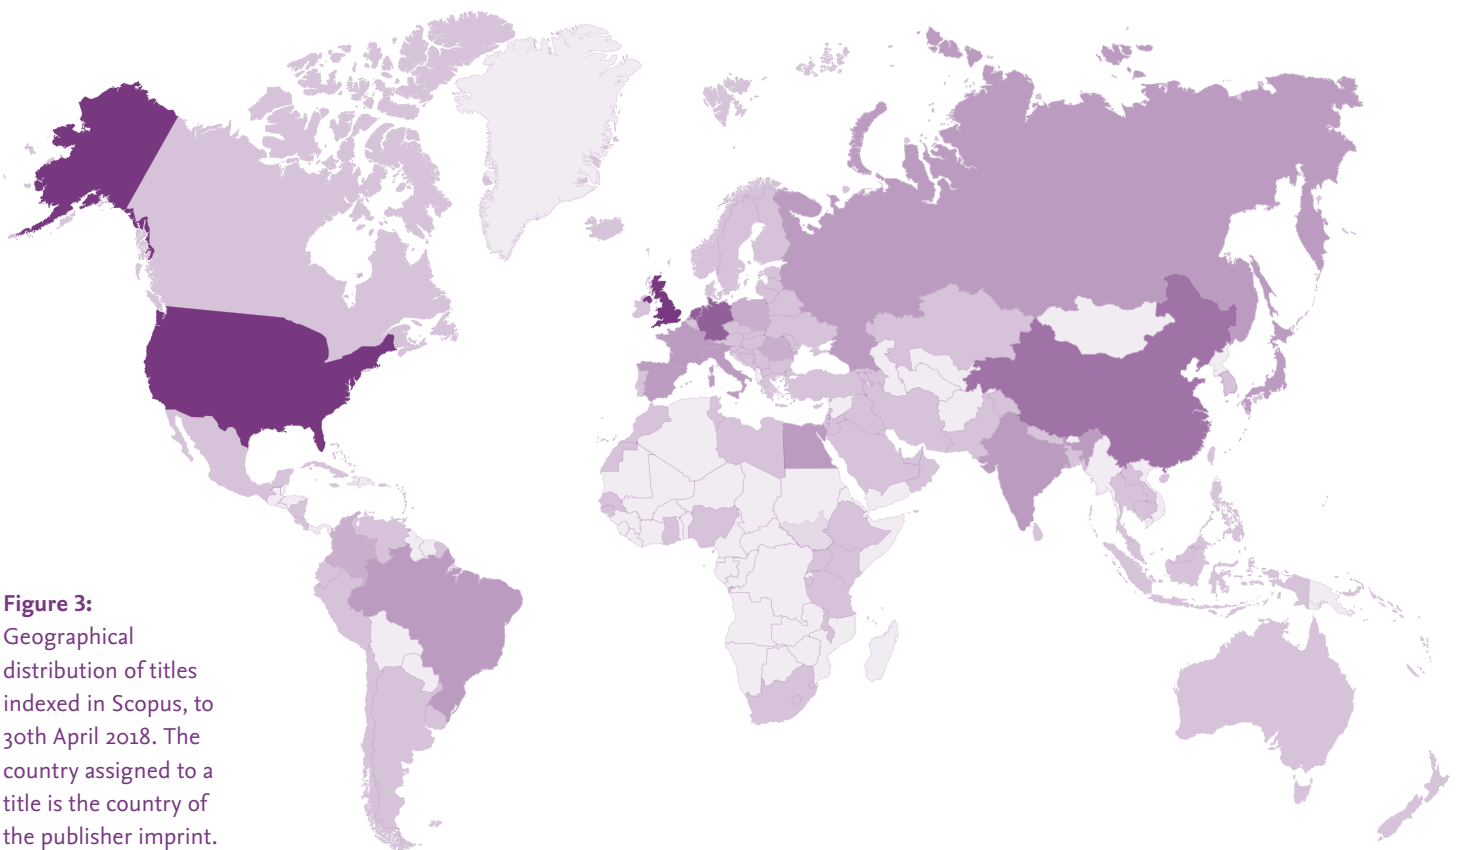 Figure 3:
Geographical
distribution of titles
indexed in Scopus, to
30th April 2018. The
country assigned to a
title is the country of
the publisher imprint.